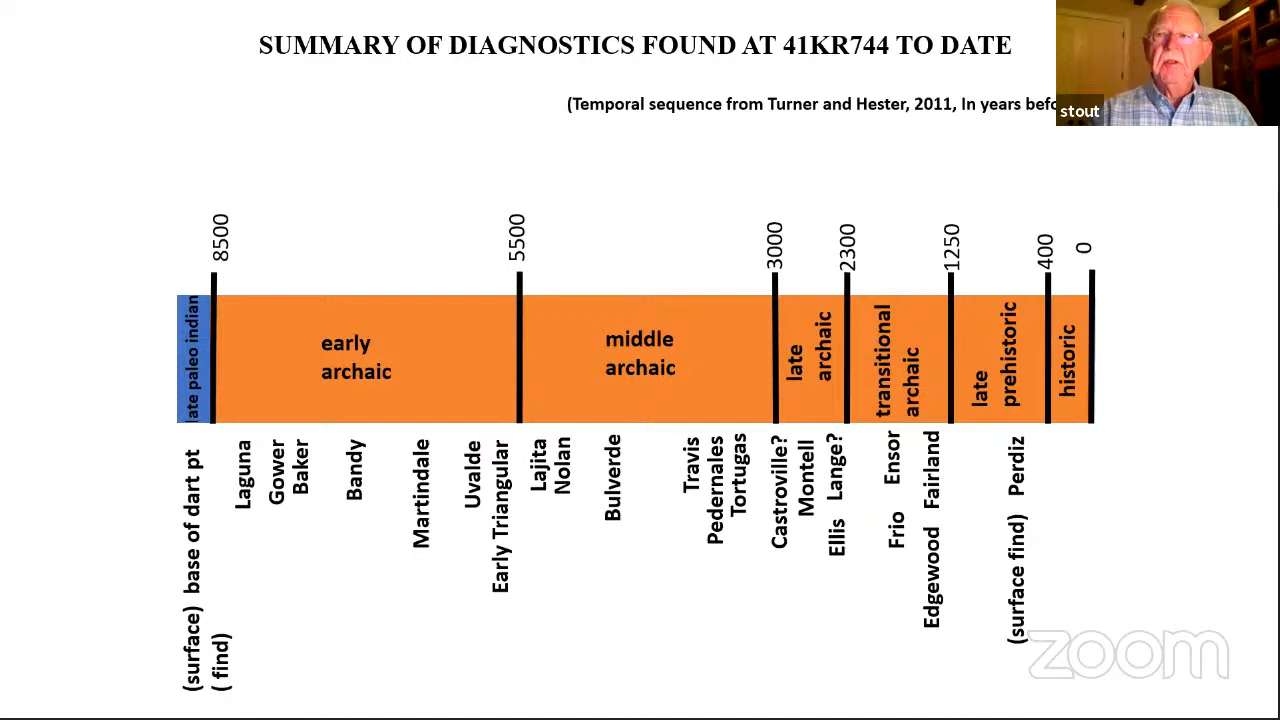 SUMMARY OF DIAGNOSTICS FOUND AT 41KR744 TO DATE
(Temporal sequence from Turner and Hester, 2011, In years
stout
8500
5500
3000
2300
1250
400
0
late paleo indian
early
archaic
middle
archaic
late
archaic
transitional
archaic
late
prehistoric
historic
(surface) base of dart pt
( find)
Laguna
Gower
Baker
Bandy
Martindale
Uvalde
Early Triangular
Lajita
Nolan
Bulverde
Travis
Pedernales
Tortugas
Castroville?
Montell
Ellis Lange?
Frio Ensor
Edgewood Fairland
(surface find) Perdiz
zoom